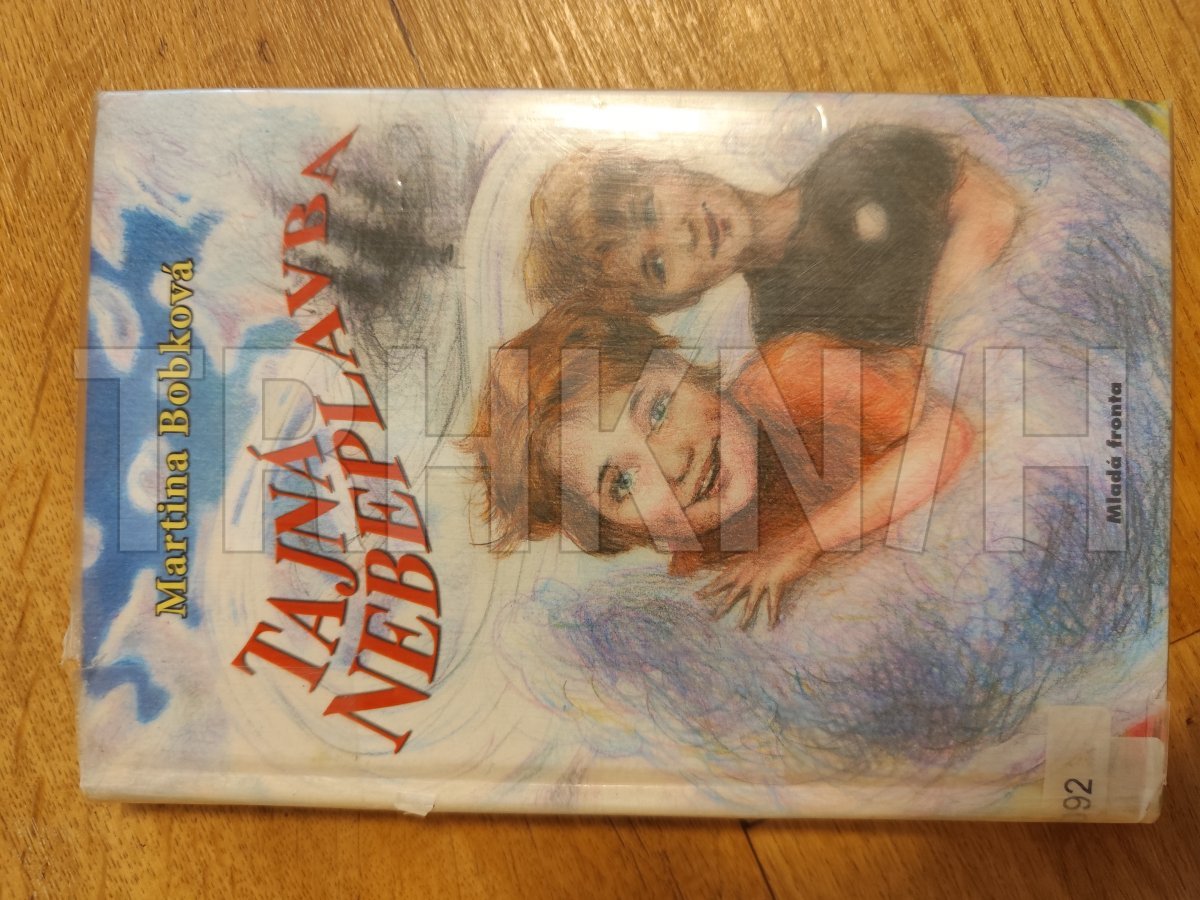 Martina Bobková
TAJNÁ
NEBEPLAVBA
Mladá fronta
92
TRHKNIH